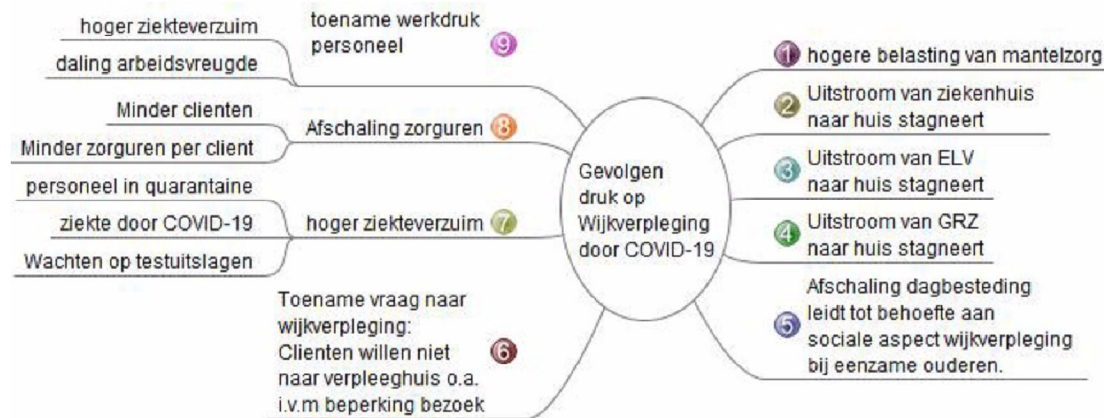 Gevolgen
druk op
Wijkverpleging
door COVID-19
1 hogere belasting van mantelzorg
2 Uitstroom van ziekenhuis
naar huis stagneert
3 Uitstroom van ELV
naar huis stagneert
4 Uitstroom van GRZ
naar huis stagneert
5 Afschaling dagbesteding
leidt tot behoefte aan
sociale aspect wijkverpleging
bij eenzame ouderen.
6 Toename vraag naar
wijkverpleging:
Clienten willen niet
naar verpleeghuis o.a.
i.v.m beperking bezoek
7 hoger ziekteverzuim
personeel in quarantaine
ziekte door COVID-19
Wachten op testuitslagen
8 Afschaling zorguren
Minder clienten
Minder zorguren per client
9 toename werkdruk
personeel
hoger ziekteverzuim
daling arbeidsvreugde